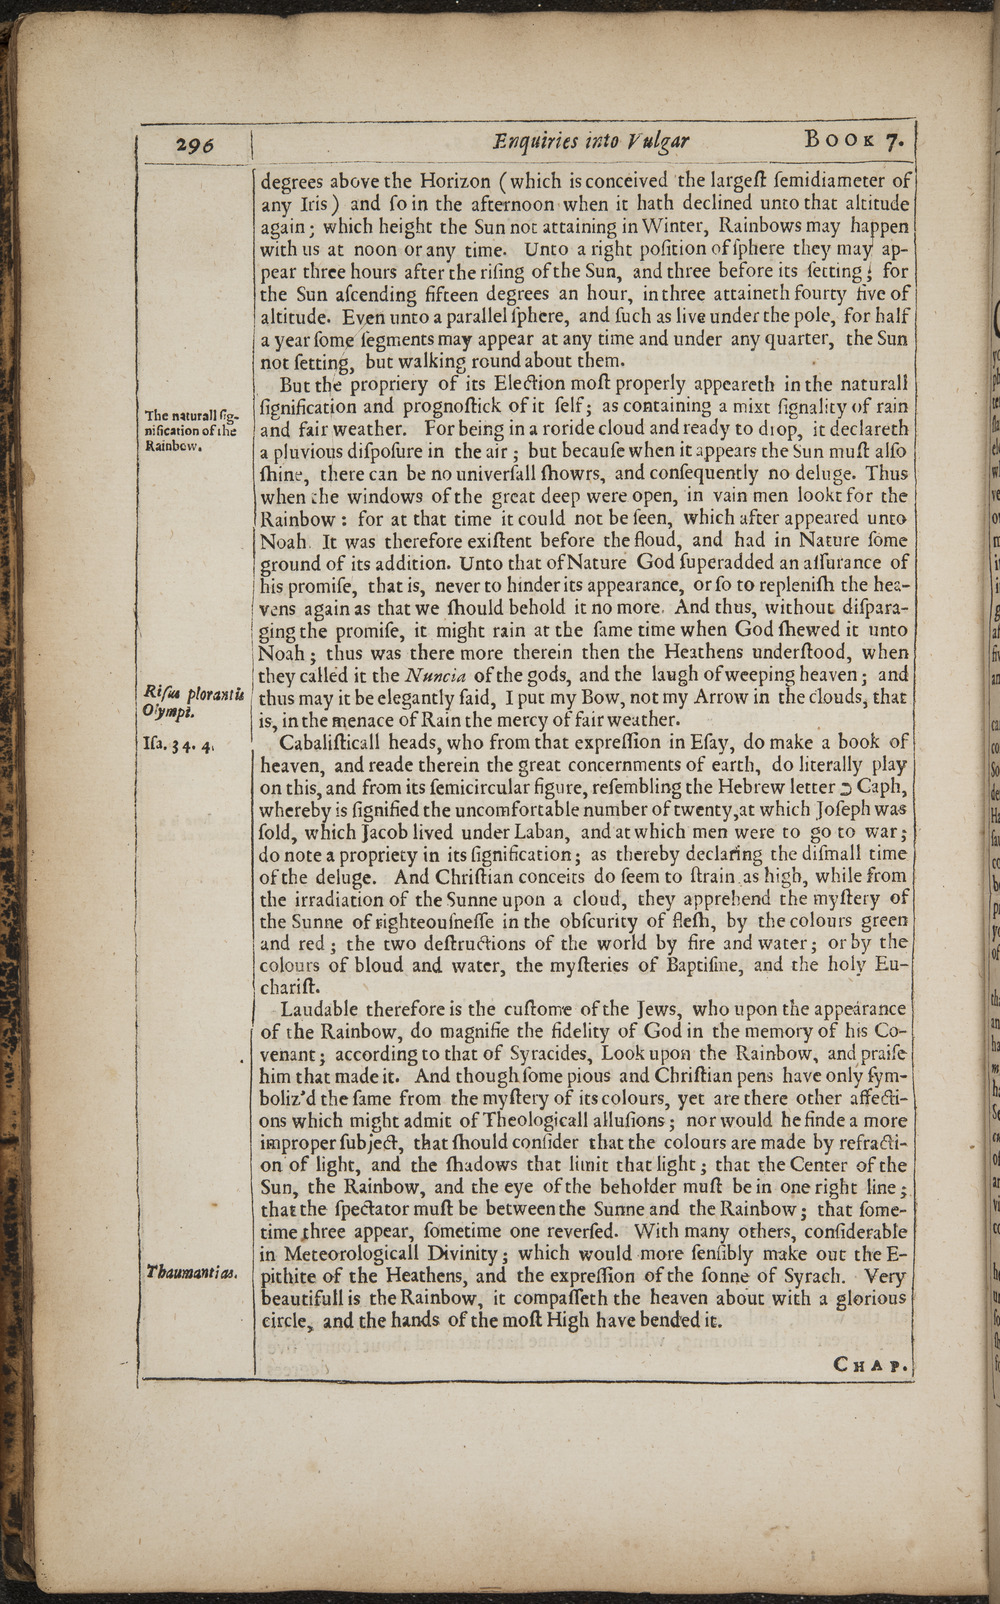 296
Enquiries into Vulgar
BOOK 7.
degrees above the Horizon (which is conceived the largeſt ſemidiameter of
any Iris) and ſo in the afternoon when it hath declined unto that altitude
again; which height the Sun not attaining in Winter, Rainbows may happen
with us at noon or any time. Unto a right poſition of ſphere they may ap-
pear three hours after the riſing of the Sun, and three before its ſetting; for
the Sun aſcending fifteen degrees an hour, in three attaineth fourty five of
altitude. Even unto a parallel ſphere, and ſuch as live under the pole, for half
a year ſome ſegments may appear at any time and under any quarter, the Sun
not ſetting, but walking round about them.
But the propriery of its Election moſt properly appeareth in the naturall
The naturall ſig-
nification of the
Rainbow.
ſignification and prognoſtick of it ſelf; as containing a mixt ſignality of rain
and fair weather. For being in a roride cloud and ready to drop, it declareth
a pluvious diſpoſure in the air; but becauſe when it appears the Sun muſt alſo
ſhine, there can be no univerſall ſhowrs, and conſequently no deluge. Thus
when the windows of the great deep were open, in vain men lookt for the
Rainbow: for at that time it could not be ſeen, which after appeared unto
Noah. It was therefore exiſtent before the floud, and had in Nature ſome
ground of its addition. Unto that of Nature God ſuperadded an aſſurance of
his promiſe, that is, never to hinder its appearance, or ſo to repleniſh the hea-
vens again as that we ſhould behold it no more. And thus, without diſpara-
ging the promiſe, it might rain at the ſame time when God ſhewed it unto
Noah; thus was there more therein then the Heathens underſtood, when
they called it the Nuncia of the gods, and the laugh of weeping heaven; and
Riſus plorantis
Olympi.
thus may it be elegantly ſaid, I put my Bow, not my Arrow in the clouds, that
is, in the menace of Rain the mercy of fair weather.
Iſa. 34. 4.
Cabaliſticall heads, who from that expreſſion in Eſay, do make a book of
heaven, and reade therein the great concernments of earth, do literally play
on this, and from its ſemicircular figure, reſembling the Hebrew letter כ Caph,
whereby is ſignified the uncomfortable number of twenty, at which Joſeph was
ſold, which Jacob lived under Laban, and at which men were to go to war;
do note a propriety in its ſignification; as thereby declaring the diſmall time
of the deluge. And Chriſtian conceits do ſeem to ſtrain as high, while from
the irradiation of the Sunne upon a cloud, they apprehend the myſtery of
the Sunne of righteouſneſſe in the obſcurity of fleſh, by the colours green
and red; the two deſtructions of the world by fire and water; or by the
colours of bloud and water, the myſteries of Baptiſme, and the holy Eu-
chariſt.
Laudable therefore is the cuſtome of the Jews, who upon the appearance
of the Rainbow, do magnifie the fidelity of God in the memory of his Co-
venant; according to that of Syracides, Look upon the Rainbow, and praiſe
him that made it. And though ſome pious and Chriſtian pens have only ſym-
boliz'd the ſame from the myſtery of its colours, yet are there other affecti-
ons which might admit of Theologicall alluſions; nor would he finde a more
improper ſubject, that ſhould conſider that the colours are made by refracti-
on of light, and the ſhadows that limit that light; that the Center of the
Sun, the Rainbow, and the eye of the beholder muſt be in one right line;
that the ſpectator muſt be between the Sunne and the Rainbow; that ſome-
time three appear, ſometime one reverſed. With many others, conſiderable
in Meteorologicall Divinity; which would more ſenſibly make out the E-
Thaumantias.
pithite of the Heathens, and the expreſſion of the ſonne of Syrach. Very
beautifull is the Rainbow, it compaſſeth the heaven about with a glorious
circle, and the hands of the moſt High have bended it.
CHAP.